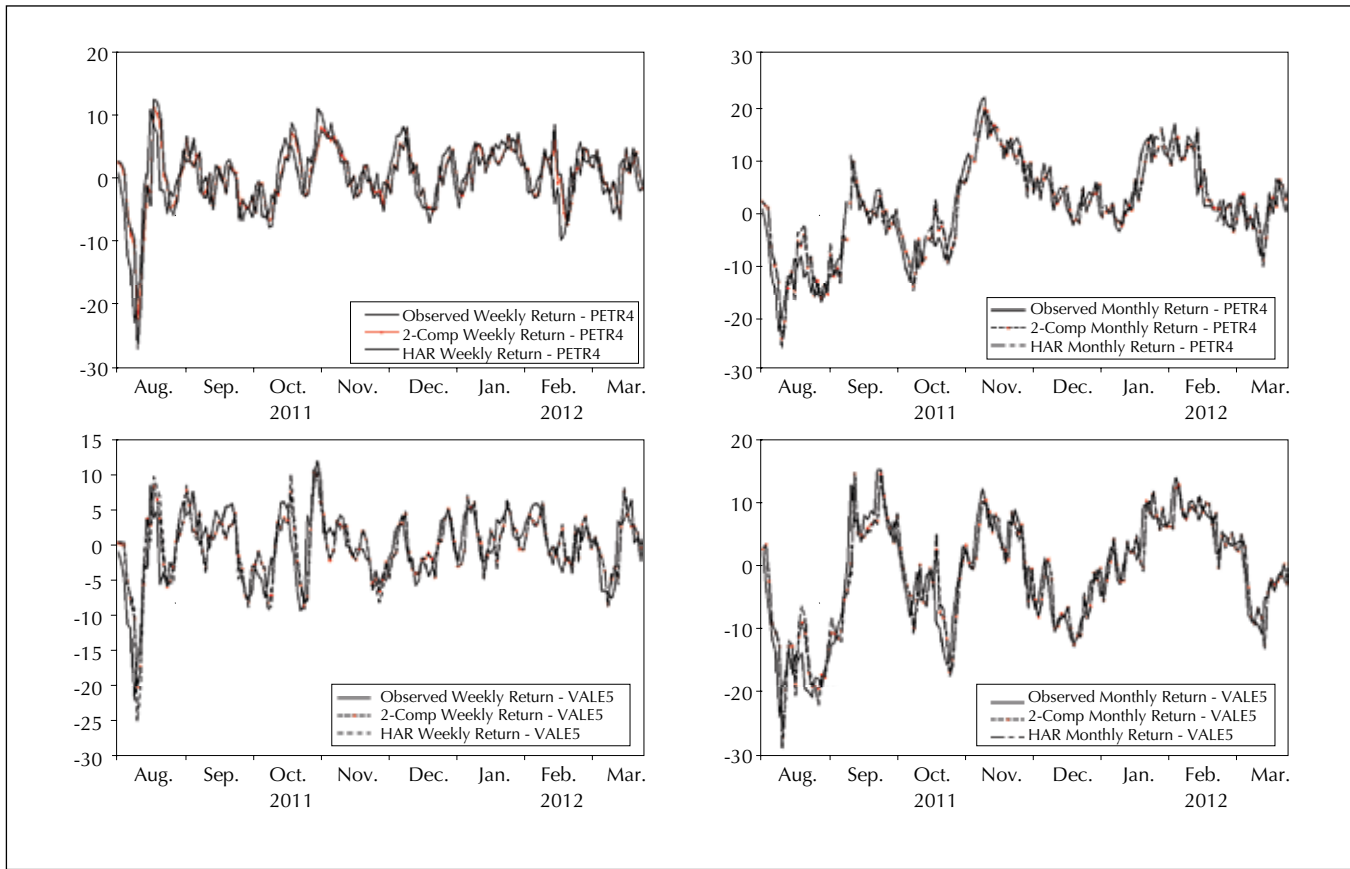 20
10
0
-10
-20
-30
Observed Weekly Return - PETR4
2-Comp Weekly Return - PETR4
HAR Weekly Return - PETR4
Aug. Sep. Oct. Nov. Dec. Jan. Feb. Mar.
2011 2012
30
20
10
0
-10
-20
-30
Observed Monthly Return - PETR4
2-Comp Monthly Return - PETR4
HAR Monthly Return - PETR4
Aug. Sep. Oct. Nov. Dec. Jan. Feb. Mar.
2011 2012
15
10
5
0
-5
-10
-15
-20
-25
-30
Observed Weekly Return - VALE5
2-Comp Weekly Return - VALE5
HAR Weekly Return - VALE5
Aug. Sep. Oct. Nov. Dec. Jan. Feb. Mar.
2011 2012
20
10
0
-10
-20
-30
Observed Monthly Return - VALE5
2-Comp Monthly Return - VALE5
HAR Monthly Return - VALE5
Aug. Sep. Oct. Nov. Dec. Jan. Feb. Mar.
2011 2012